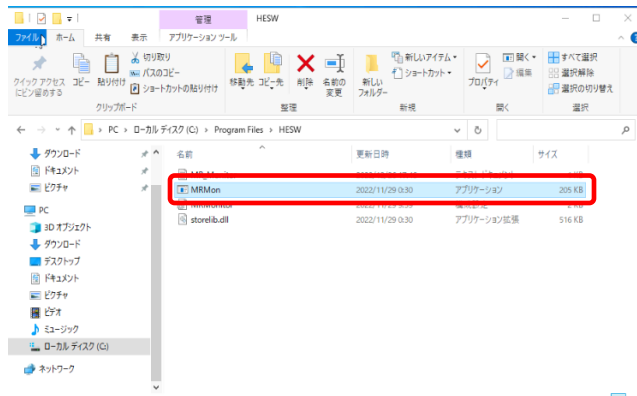 管理
HESW
ファイル ホーム 共有 表示 アプリケーション ツール
クイック アクセス
にピン留めする
コピー
貼り付け
切り取り
パスのコピー
ショートカットの貼り付け
クリップボード
移動先 コピー先
削除
名前の
変更
整理
新しい
フォルダー
新しいアイテム
ショートカット
新規
プロパティ
開く
編集
開く
すべて選択
選択解除
選択の切り替え
選択
PC › ローカル ディスク (C:) › Program Files › HESW
名前 更新日時 種類 サイズ
MRMon 2022/11/29 0:30 アプリケーション 205 KB
storelib.dll 2022/11/29 0:30 アプリケーション拡張 516 KB
ダウンロード
ドキュメント
ピクチャ
PC
3D オブジェクト
ダウンロード
デスクトップ
ドキュメント
ピクチャ
ビデオ
ミュージック
ローカル ディスク (C:)
ネットワーク